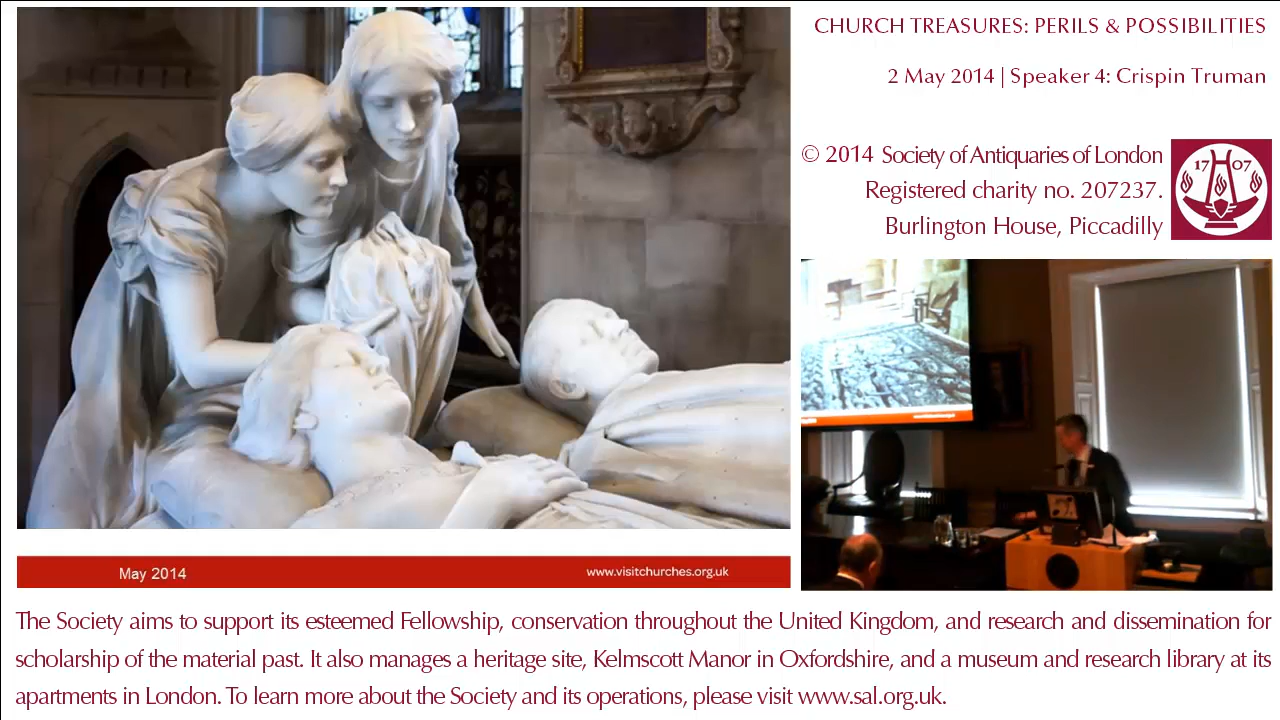 CHURCH TREASURES: PERILS & POSSIBILITIES
2 May 2014 | Speaker 4: Crispin Truman
© 2014 Society of Antiquaries of London
Registered charity no. 207237.
Burlington House, Piccadilly
17 07
May 2014
www.visitchurches.org.uk
The Society aims to support its esteemed Fellowship, conservation throughout the United Kingdom, and research and dissemination for
scholarship of the material past. It also manages a heritage site, Kelmscott Manor in Oxfordshire, and a museum and research library at its
apartments in London. To learn more about the Society and its operations, please visit www.sal.org.uk.